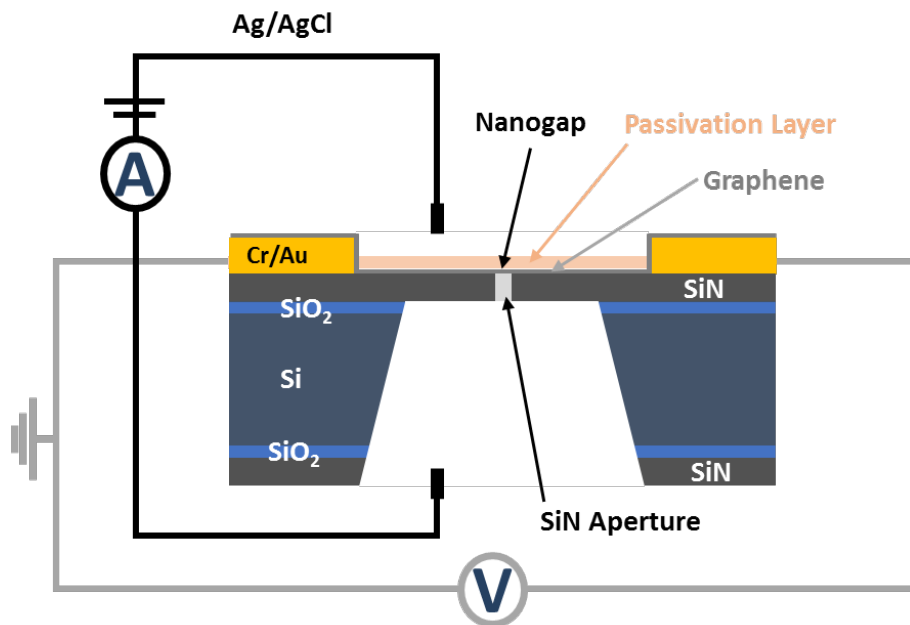 Ag/AgCl
Nanogap
Passivation Layer
Graphene
A
Cr/Au
SiN
SiO₂
Si
SiO₂
SiN
SiN Aperture
V